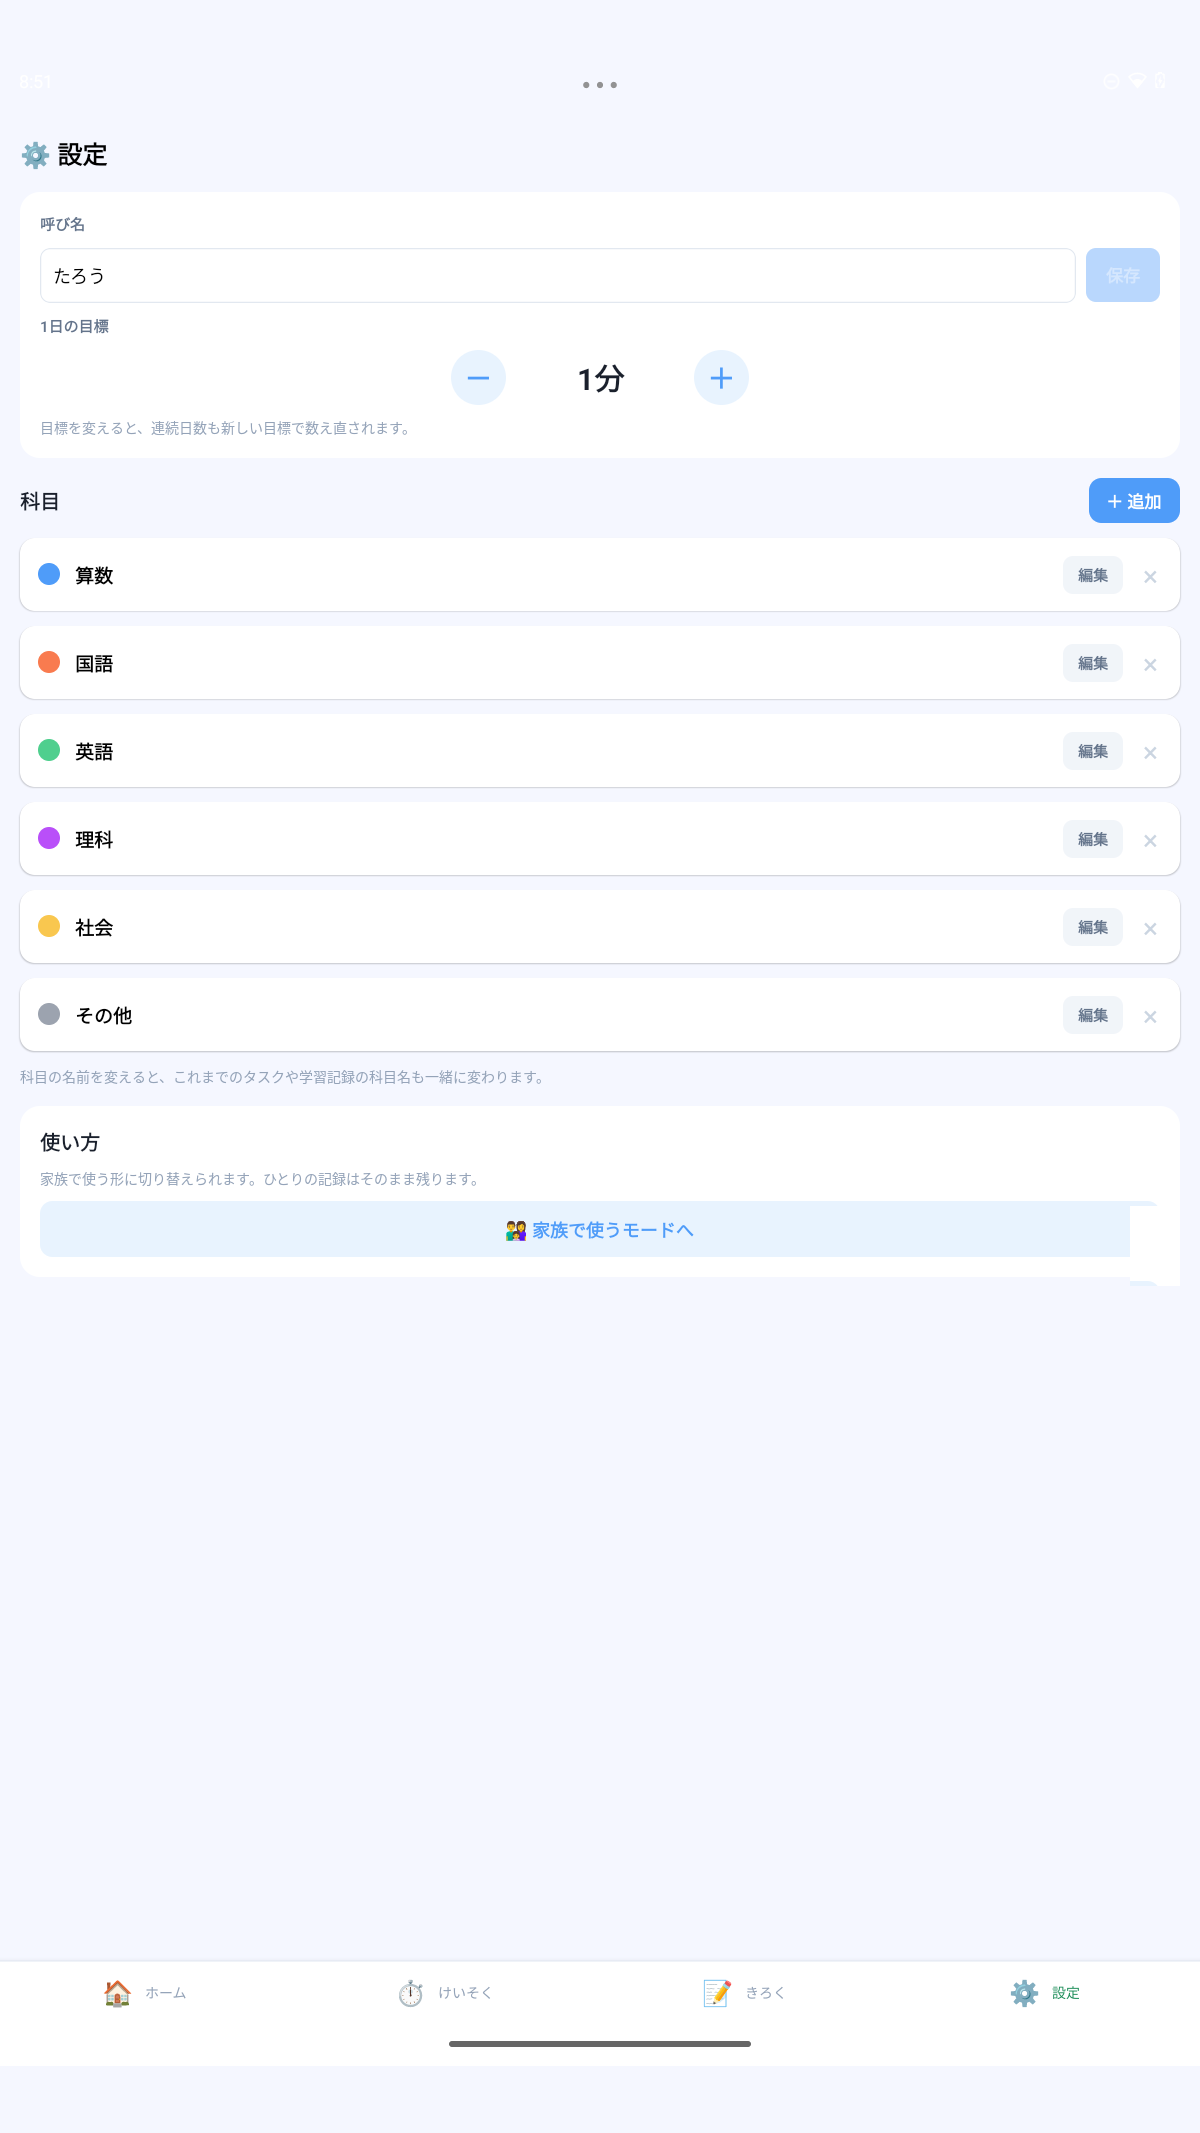 8:51
設定
呼び名
たろう
保存
1日の目標
1分
目標を変えると、連続日数も新しい目標で数え直されます。
科目
＋ 追加
算数
編集 ×
国語
編集 ×
英語
編集 ×
理科
編集 ×
社会
編集 ×
その他
編集 ×
科目の名前を変えると、これまでのタスクや学習記録の科目名も一緒に変わります。
使い方
家族で使う形に切り替えられます。ひとりの記録はそのまま残ります。
家族で使うモードへ
ホーム
けいそく
きろく
設定